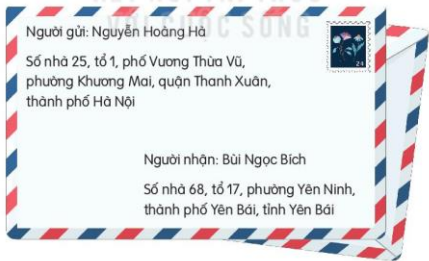 Người gửi: Nguyễn Hoàng Hà
Số nhà 25, tổ 1, phố Vương Thừa Vũ,
phường Khương Mai, quận Thanh Xuân,
thành phố Hà Nội
24
Người nhận: Bùi Ngọc Bích
Số nhà 68, tổ 17, phường Yên Ninh,
thành phố Yên Bái, tỉnh Yên Bái